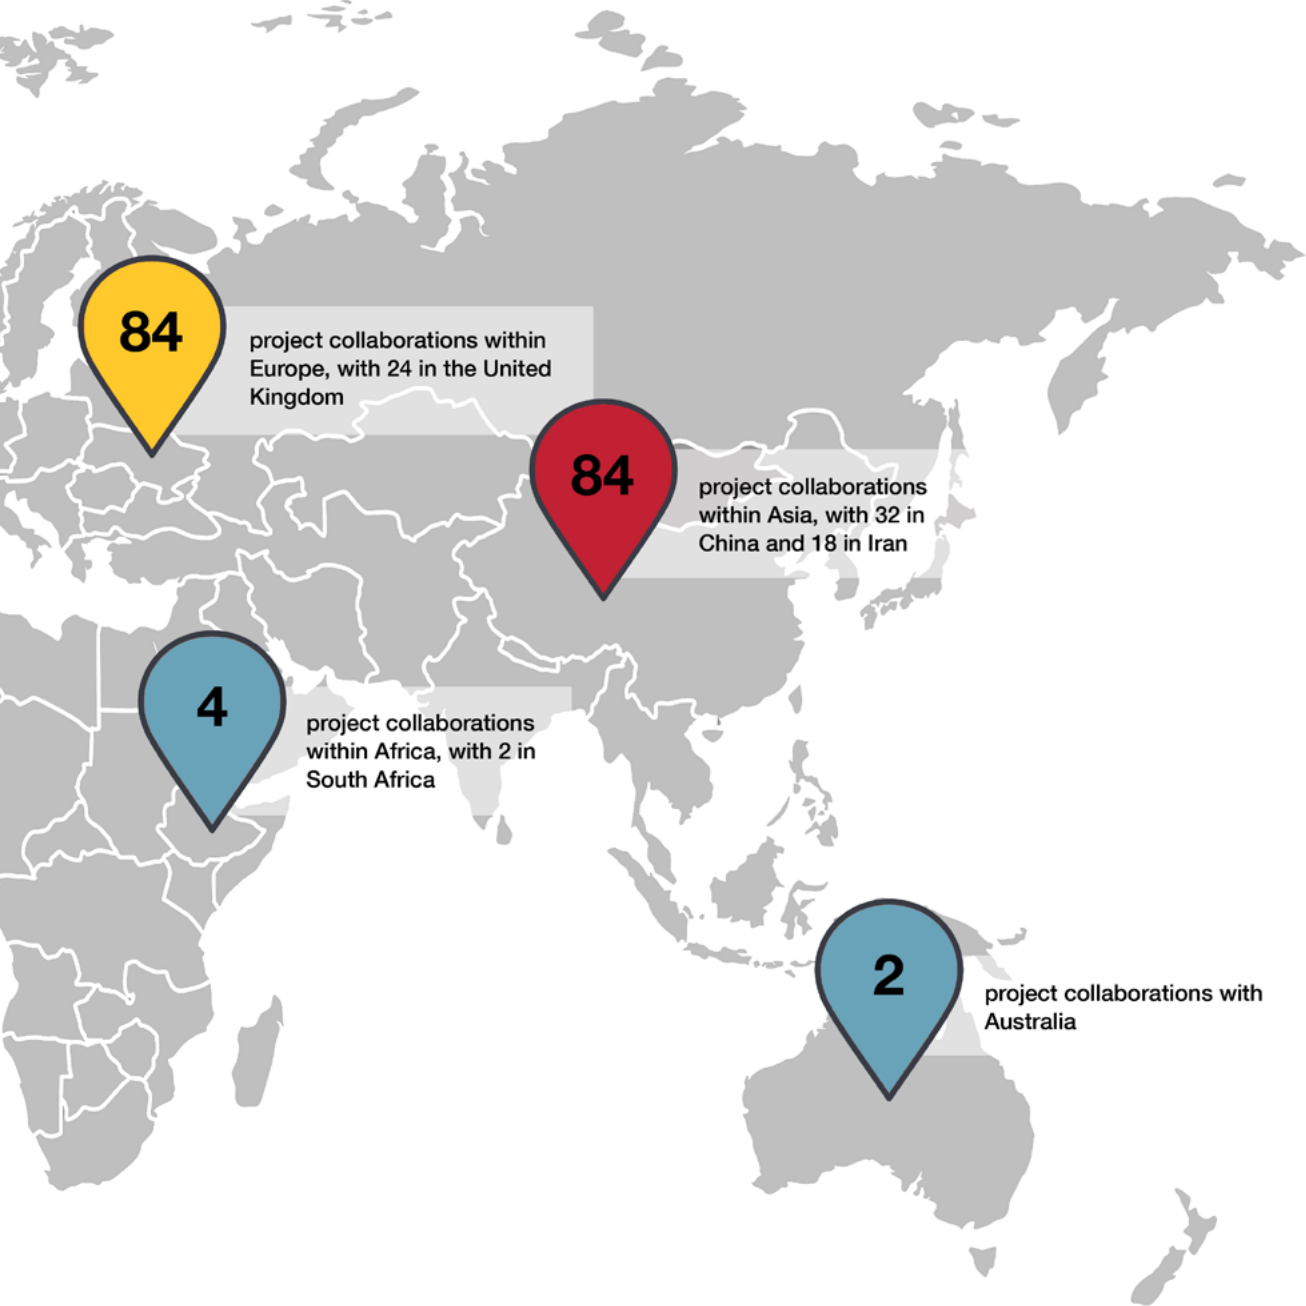 84
project collaborations within
Europe, with 24 in the United
Kingdom
84
project collaborations
within Asia, with 32 in
China and 18 in Iran
4
project collaborations
within Africa, with 2 in
South Africa
2
project collaborations with
Australia